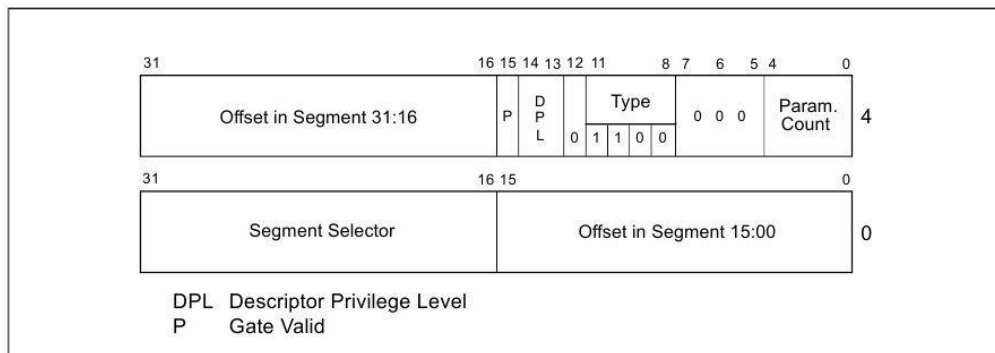 31 16 15 14 13 12 11 8 7 6 5 4 0
Offset in Segment 31:16 P DPL 0 Type 1 1 0 0 0 0 0 Param. Count 4
31 16 15 0
Segment Selector Offset in Segment 15:00 0
DPL Descriptor Privilege Level
P Gate Valid